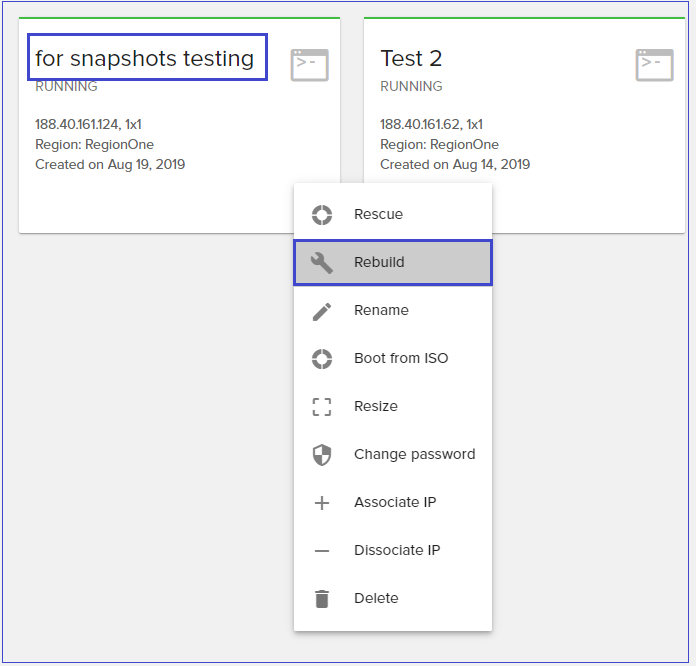 for snapshots testing
RUNNING
188.40.161.124, 1x1
Region: RegionOne
Created on Aug 19, 2019
Test 2
RUNNING
188.40.161.62, 1x1
Region: RegionOne
Created on Aug 14, 2019
Rescue
Rebuild
Rename
Boot from ISO
Resize
Change password
Associate IP
Dissociate IP
Delete